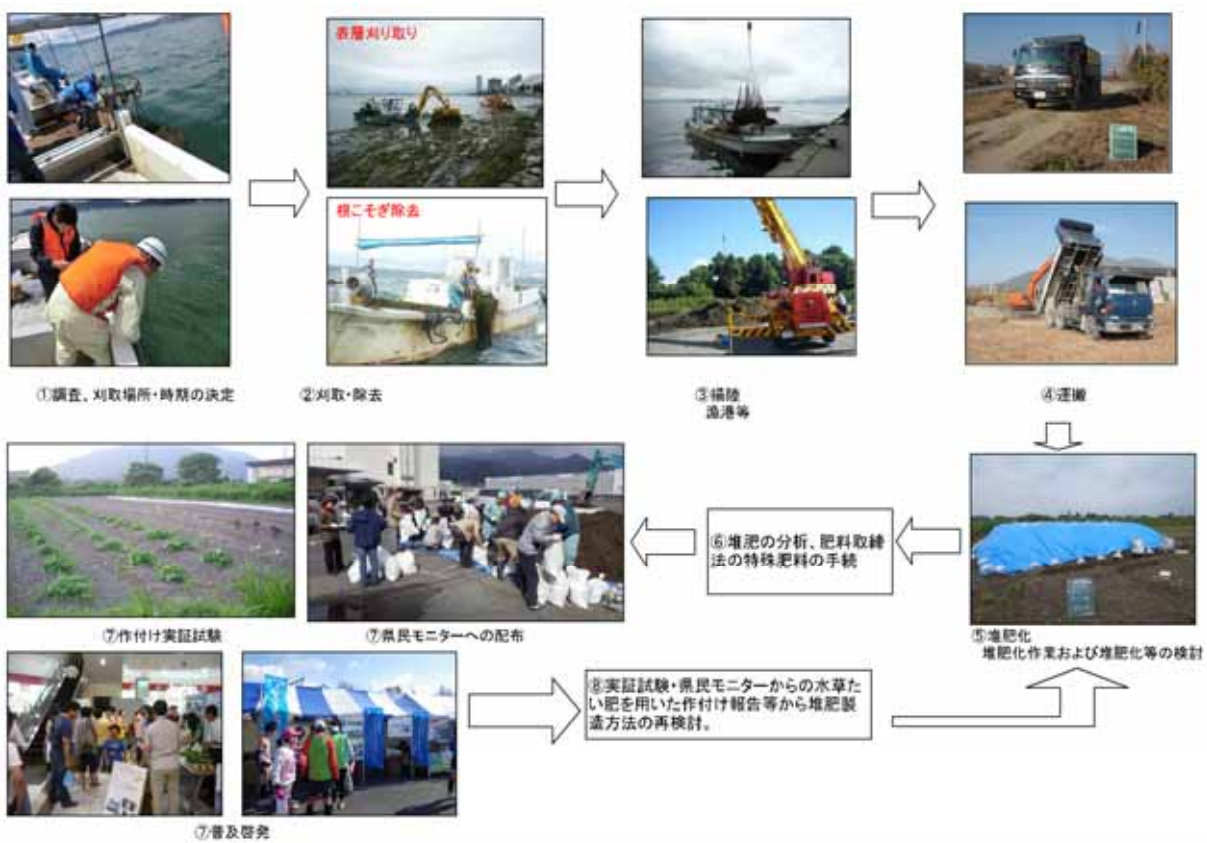 表層刈り取り
根こそぎ除去
①調査、刈取場所・時期の決定
②刈取・除去
③揚陸
漁港等
④運搬
⑤堆肥化
堆肥化作業および堆肥化等の検討
⑥堆肥の分析、肥料取締
法の特殊肥料の手続
⑦県民モニターへの配布
⑦作付け実証試験
⑦普及啓発
⑧実証試験・県民モニターからの水草た
い肥を用いた作付け報告等から堆肥製
造方法の再検討。